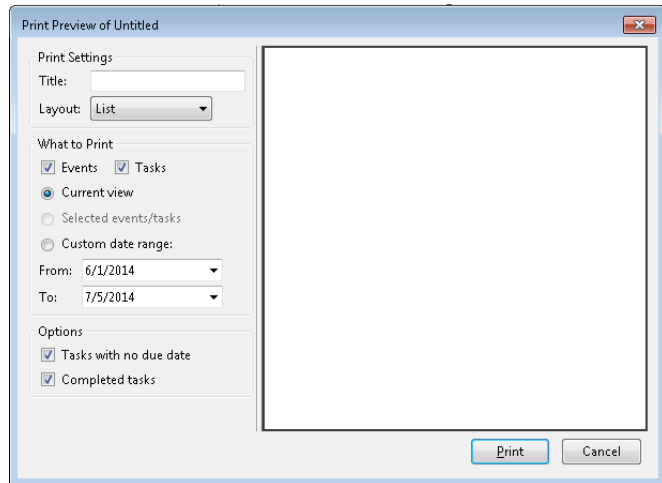 Print Preview of Untitled
Print Settings
Title:
Layout: List
What to Print
Events Tasks
Current view
Selected events/tasks
Custom date range:
From: 6/1/2014
To: 7/5/2014
Options
Tasks with no due date
Completed tasks
Print Cancel